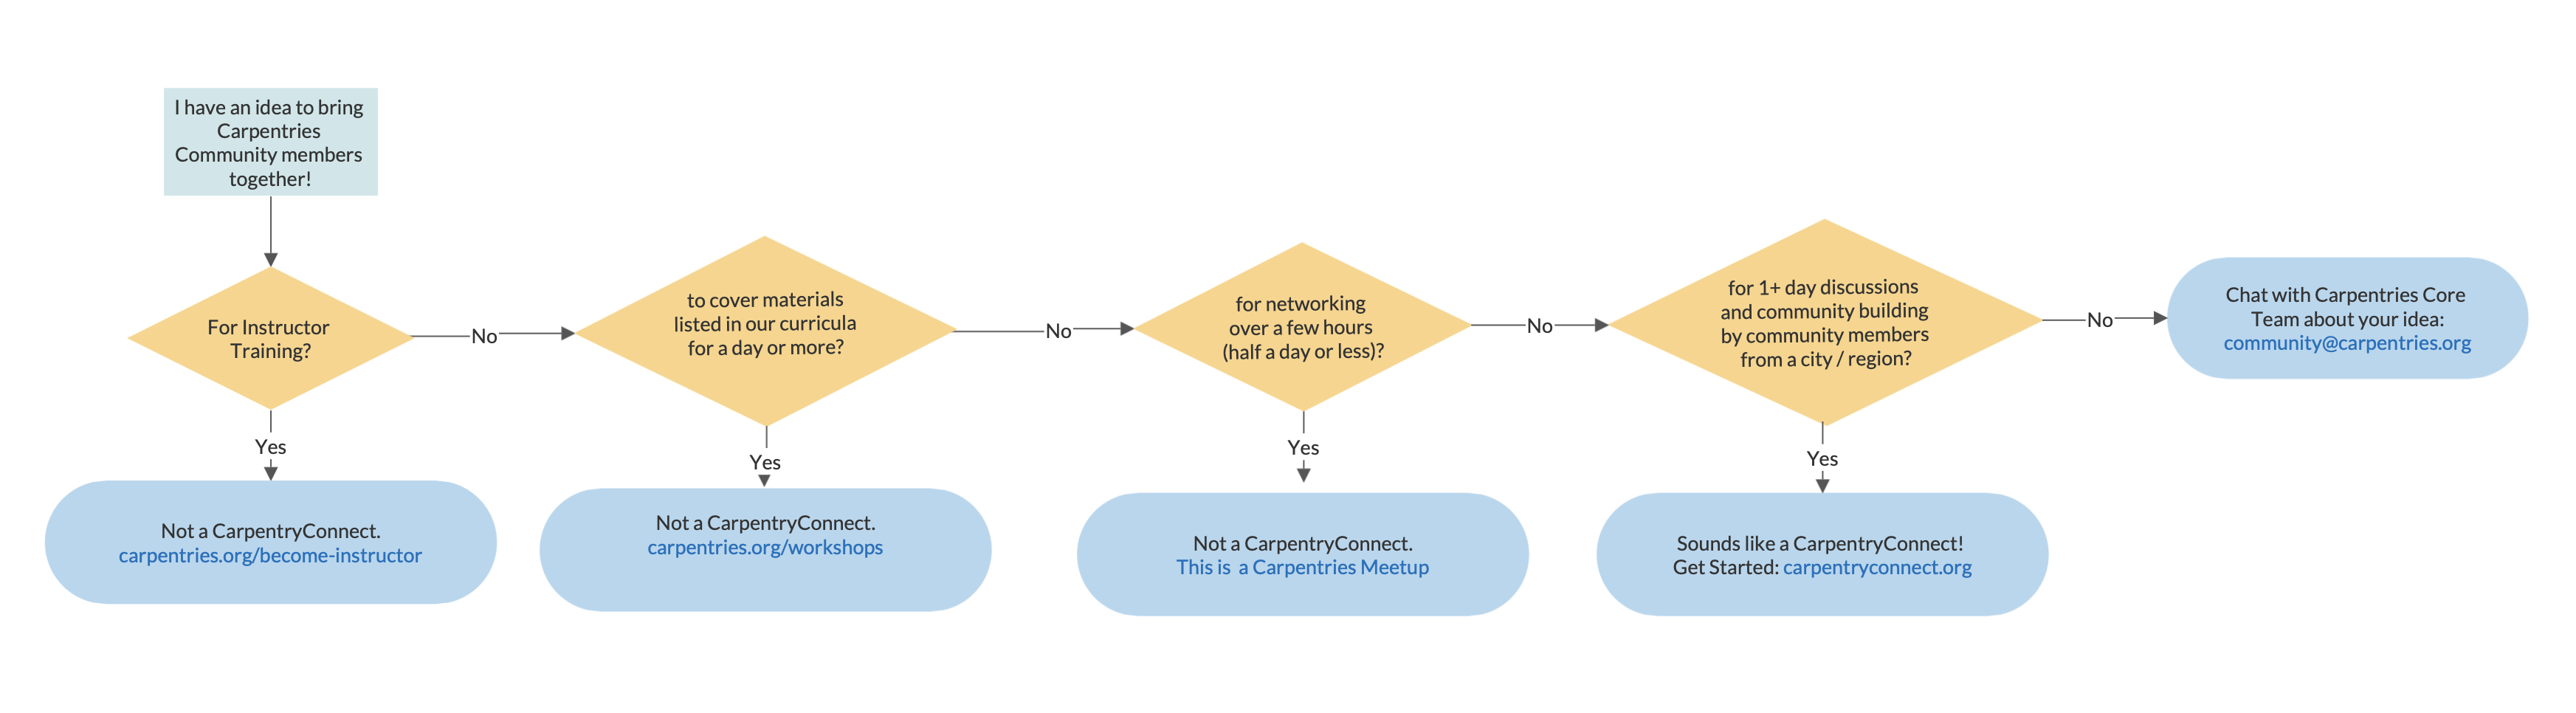 I have an idea to bring
Carpentries
Community members
together!
For Instructor
Training?
No
Yes
Not a CarpentryConnect.
carpentries.org/become-instructor
to cover materials
listed in our curricula
for a day or more?
No
Yes
Not a CarpentryConnect.
carpentries.org/workshops
for networking
over a few hours
(half a day or less)?
No
Yes
Not a CarpentryConnect.
This is a Carpentries Meetup
for 1+ day discussions
and community building
by community members
from a city / region?
No
Yes
Sounds like a CarpentryConnect!
Get Started: carpentryconnect.org
Chat with Carpentries Core
Team about your idea:
community@carpentries.org